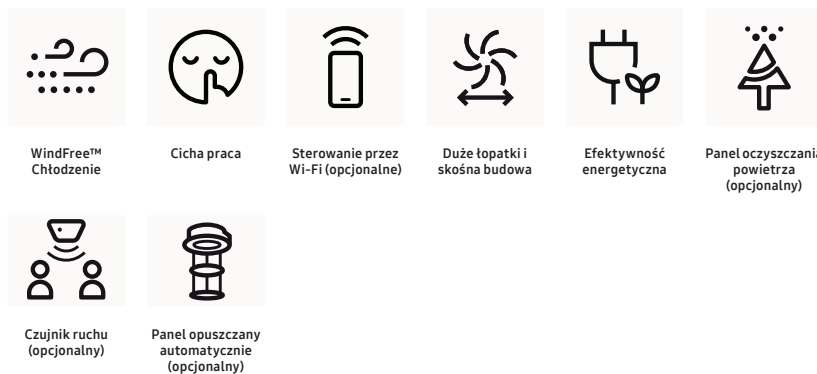 WindFree™
Chłodzenie
Cicha praca
Sterowanie przez
Wi-Fi (opcjonalne)
Duże łopatki i
skośna budowa
Efektywność
energetyczna
Panel oczyszczania
powietrza
(opcjonalny)
Czujnik ruchu
(opcjonalny)
Panel opuszczany
automatycznie
(opcjonalny)